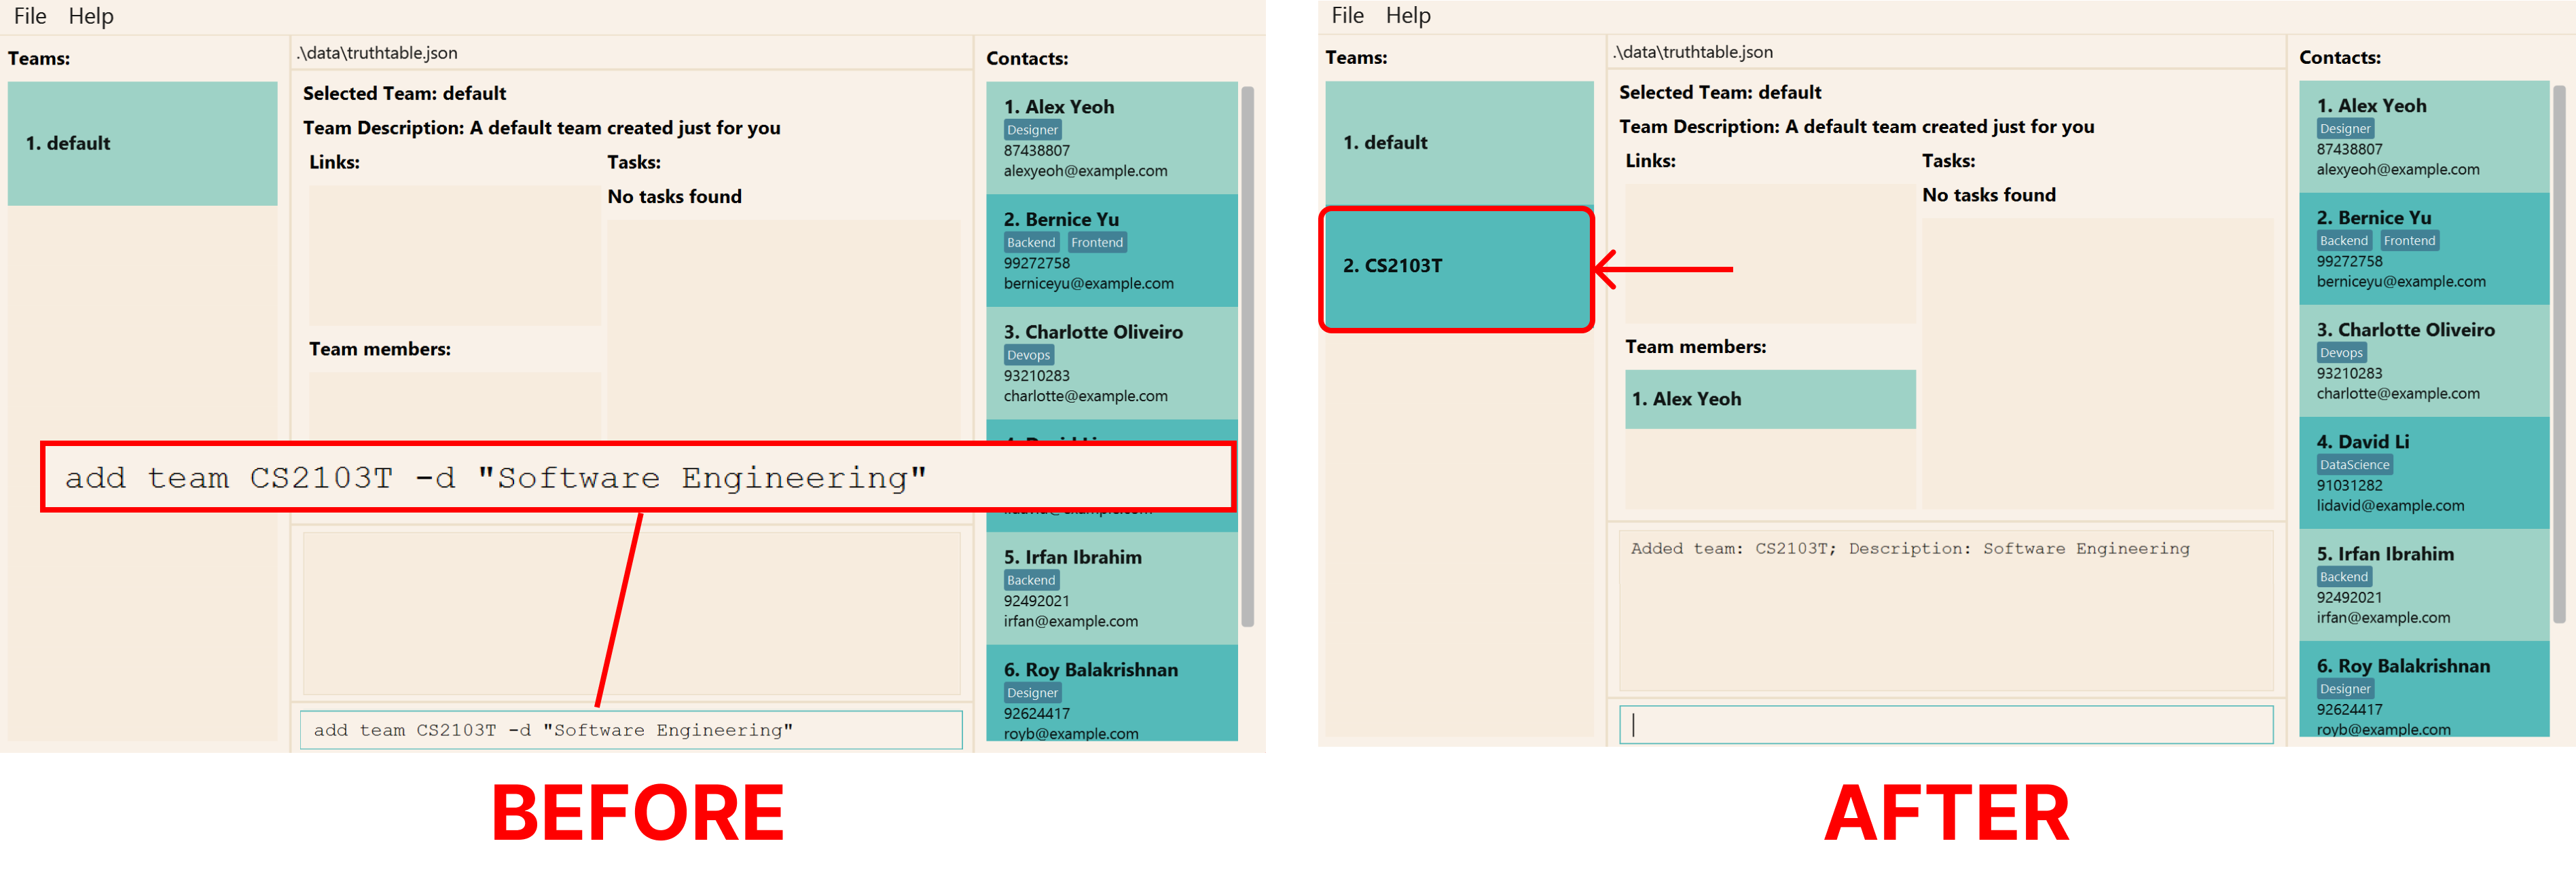 File Help
Teams:
1. default
.\data\truthtable.json
Selected Team: default
Team Description: A default team created just for you
Links:
Tasks:
No tasks found
Team members:
add team CS2103T -d "Software Engineering"
add team CS2103T -d "Software Engineering"
Contacts:
1. Alex Yeoh
Designer
87438807
alexyeoh@example.com
2. Bernice Yu
Backend Frontend
99272758
berniceyu@example.com
3. Charlotte Oliveiro
Devops
93210283
charlotte@example.com
5. Irfan Ibrahim
Backend
92492021
irfan@example.com
6. Roy Balakrishnan
Designer
92624417
royb@example.com
BEFORE
File Help
Teams:
1. default
2. CS2103T
.\data\truthtable.json
Selected Team: default
Team Description: A default team created just for you
Links:
Tasks:
No tasks found
Team members:
1. Alex Yeoh
Added team: CS2103T; Description: Software Engineering
Contacts:
1. Alex Yeoh
Designer
87438807
alexyeoh@example.com
2. Bernice Yu
Backend Frontend
99272758
berniceyu@example.com
3. Charlotte Oliveiro
Devops
93210283
charlotte@example.com
4. David Li
DataScience
91031282
lidavid@example.com
5. Irfan Ibrahim
Backend
92492021
irfan@example.com
6. Roy Balakrishnan
Designer
92624417
royb@example.com
AFTER